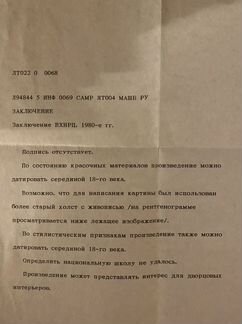 ЛТ022 0 0068
Л94844 5 ИНФ 0069 САМР ЛТ004 МАШБ РУ
ЗАКЛЮЧЕНИЕ
Заключение ВХНРЦ, 1980-е гг.
Подпись отсутствует.
По состоянию красочных материалов произведение можно
датировать серединой 18-го века.
Возможно, что для написания картины был использован
более старый холст с живописью /на рентгенограмме
просматривается ниже лежащее изображение/.
По стилистическим признакам произведение также можно
датировать серединой 18-го века.
Определить национальную школу не удалось.
Произведение может представлять интерес для дворцовых
интерьеров.